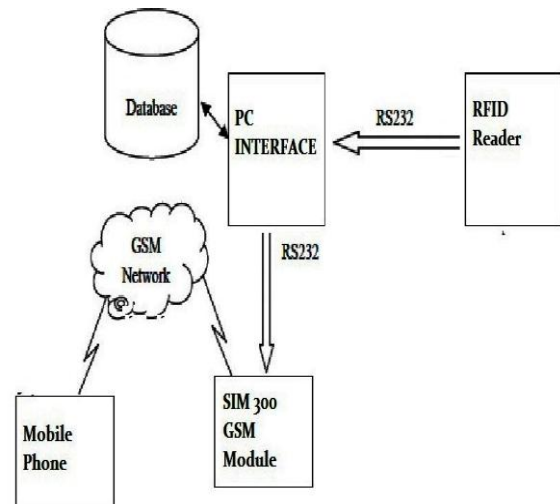 Database
PC
INTERFACE
RS232
RFID
Reader
GSM
Network
RS232
SIM 300
GSM
Module
Mobile
Phone